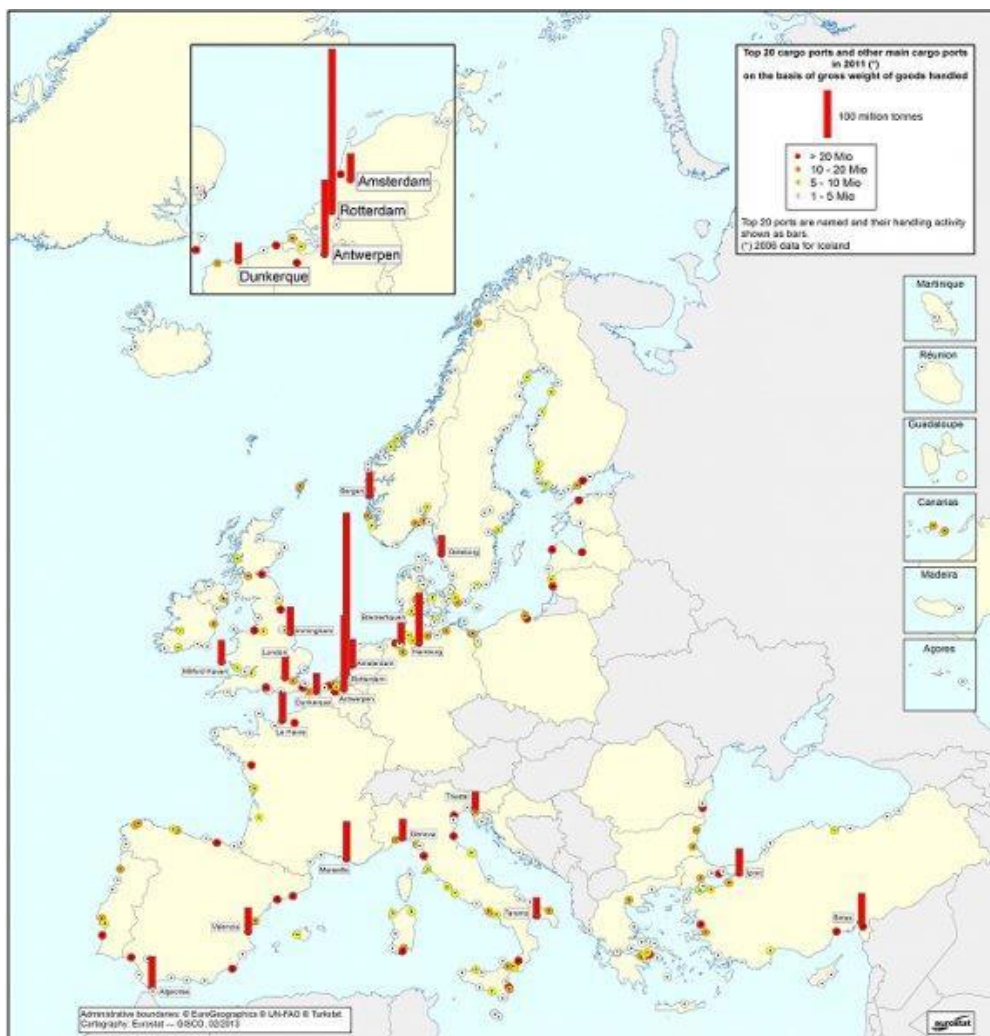 Top 20 cargo ports and other main cargo ports
in 2011 (*)
on the basis of gross weight of goods handled
100 million tonnes
> 20 Mio
10 - 20 Mio
5 - 10 Mio
1 - 5 Mio
Top 20 ports are named and their handling activity
shown as bars.
(*) 2006 data for Iceland
Amsterdam
Rotterdam
Antwerpen
Dunkerque
Martinique
Réunion
Guadaloupe
Canarias
Madeira
Açores
Bergen
Göteborg
Bremerhaven
Hamburg
Immingham
London
Milford Haven
Amsterdam
Rotterdam
Dunkerque
Antwerpen
Le Havre
Trieste
Genova
Marseille
Taranto
Valencia
Algeciras
Administrative boundaries: © EuroGeographics © UN-FAO © Turkstat
Cartography: Eurostat — GISCO, 02/2013
eurostat